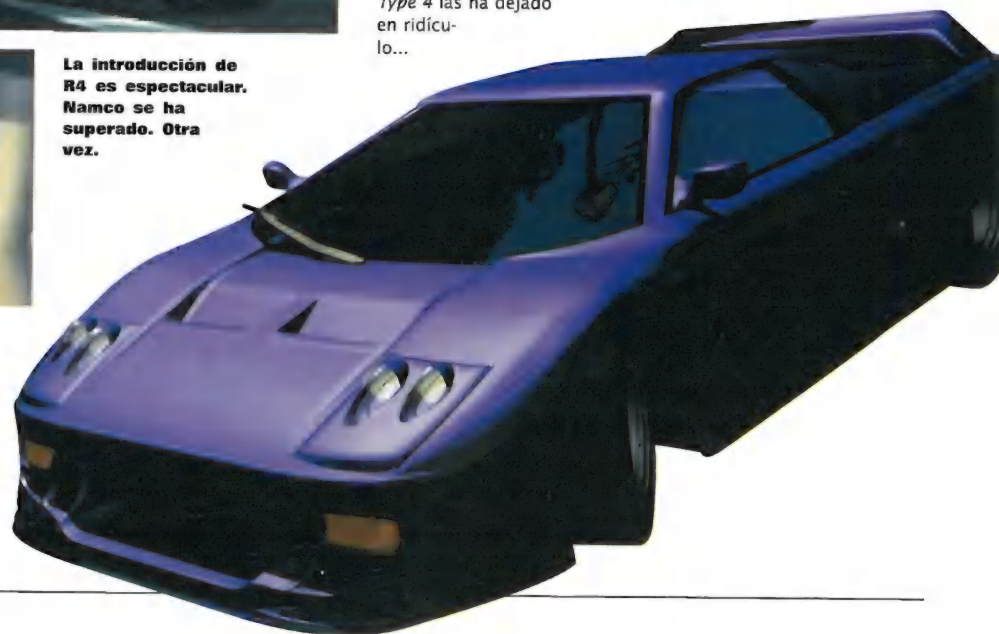 Type 4 las ha dejado
en ridícu-
lo...
La introducción de
R4 es espectacular.
Namco se ha
superado. Otra
vez.